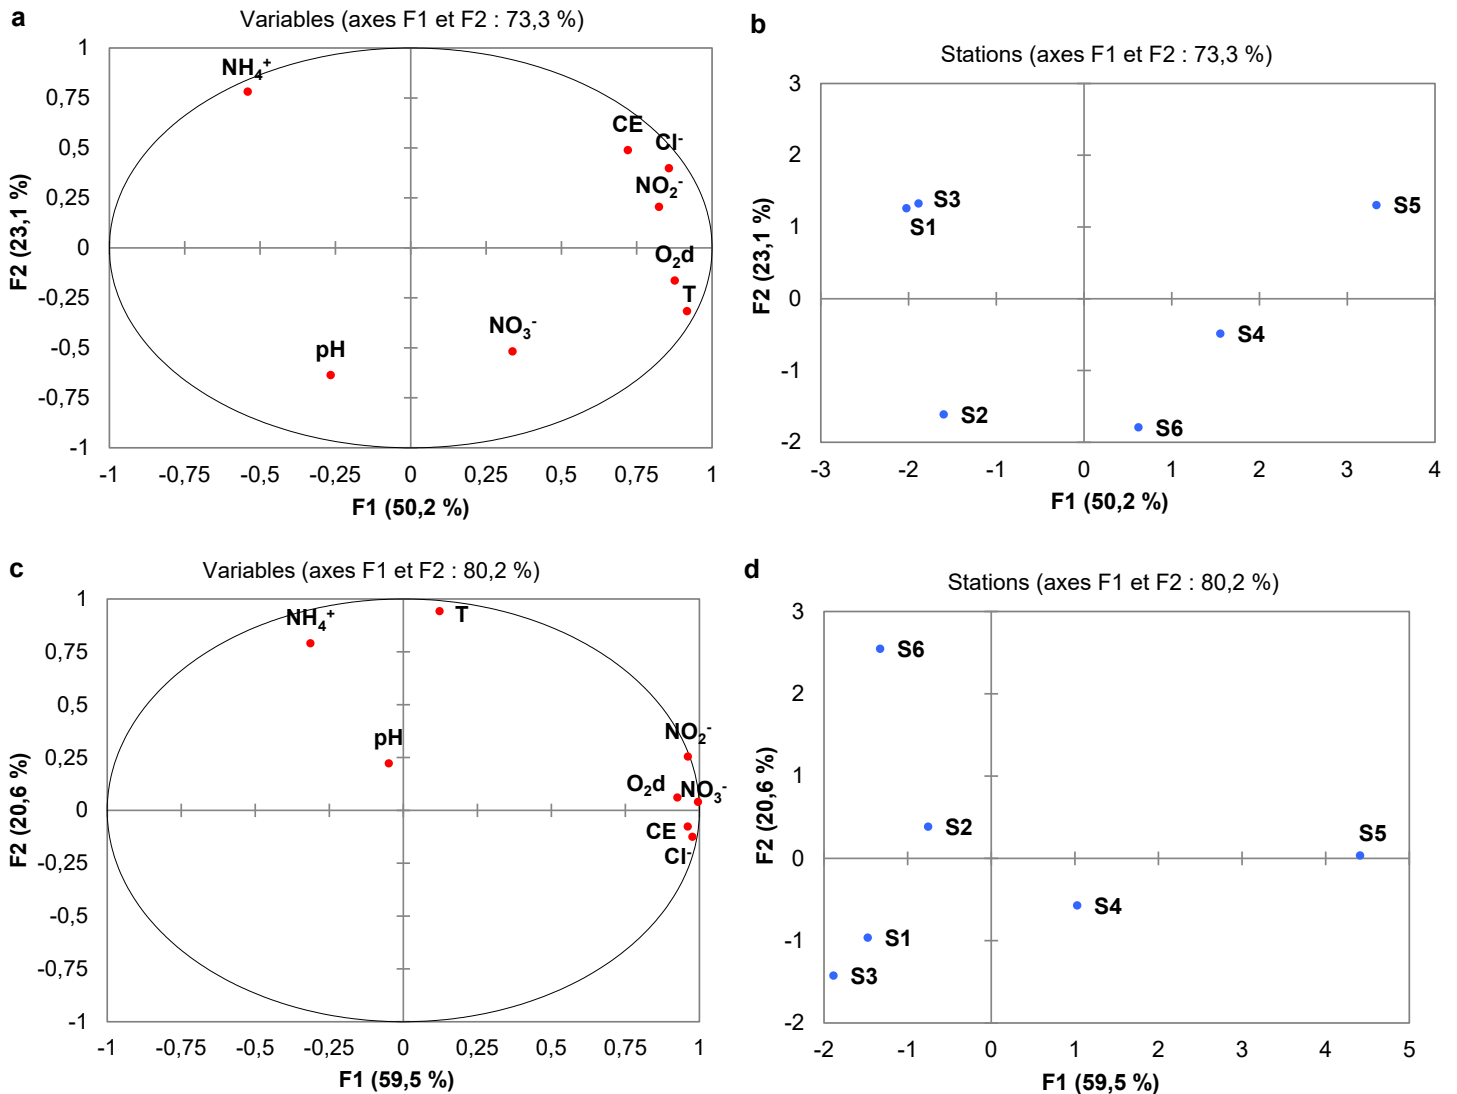 a
Variables (axes F1 et F2 : 73,3 %)
1
0,75
0,5
0,25
0
-0,25
-0,5
-0,75
-1
F2 (23,1 %)
NH₄⁺
CE
Cl⁻
NO₂⁻
O₂d
T
NO₃⁻
pH
-1 -0,75 -0,5 -0,25 0 0,25 0,5 0,75 1
F1 (50,2 %)
b
Stations (axes F1 et F2 : 73,3 %)
3
2
1
0
-1
-2
F2 (23,1 %)
S3
S1
S5
S4
S2
S6
-3 -2 -1 0 1 2 3 4
F1 (50,2 %)
c
Variables (axes F1 et F2 : 80,2 %)
1
0,75
0,5
0,25
0
-0,25
-0,5
-0,75
-1
F2 (20,6 %)
NH₄⁺
T
NO₂⁻
pH
O₂d
NO₃⁻
CE
Cl⁻
-1 -0,75 -0,5 -0,25 0 0,25 0,5 0,75 1
F1 (59,5 %)
d
Stations (axes F1 et F2 : 80,2 %)
3
2
1
0
-1
-2
F2 (20,6 %)
S6
S2
S5
S4
S1
S3
-2 -1 0 1 2 3 4 5
F1 (59,5 %)